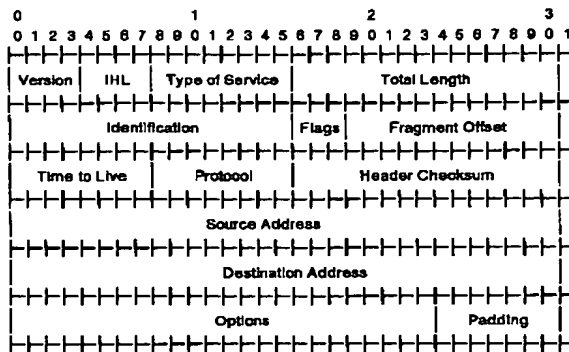 0 1 2 3
0 1 2 3 4 5 6 7 8 9 0 1 2 3 4 5 6 7 8 9 0 1 2 3 4 5 6 7 8 9 0 1
Version IHL Type of Service Total Length
Identification Flags Fragment Offset
Time to Live Protocol Header Checksum
Source Address
Destination Address
Options Padding